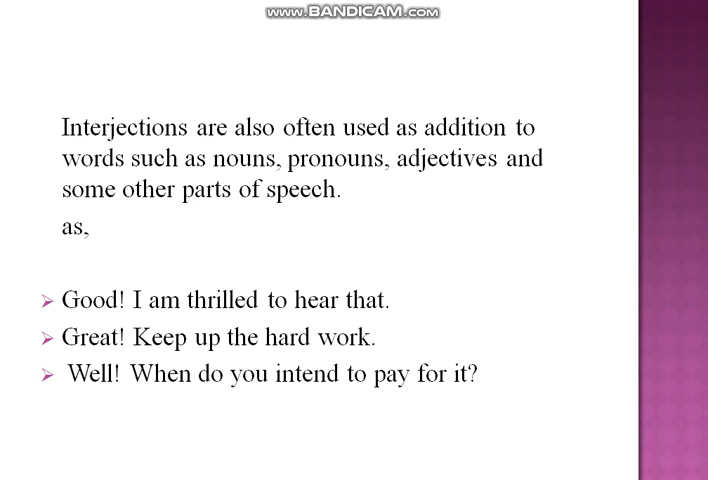 www.BANDICAM.com
Interjections are also often used as addition to
words such as nouns, pronouns, adjectives and
some other parts of speech.
as,
Good! I am thrilled to hear that.
Great! Keep up the hard work.
Well! When do you intend to pay for it?